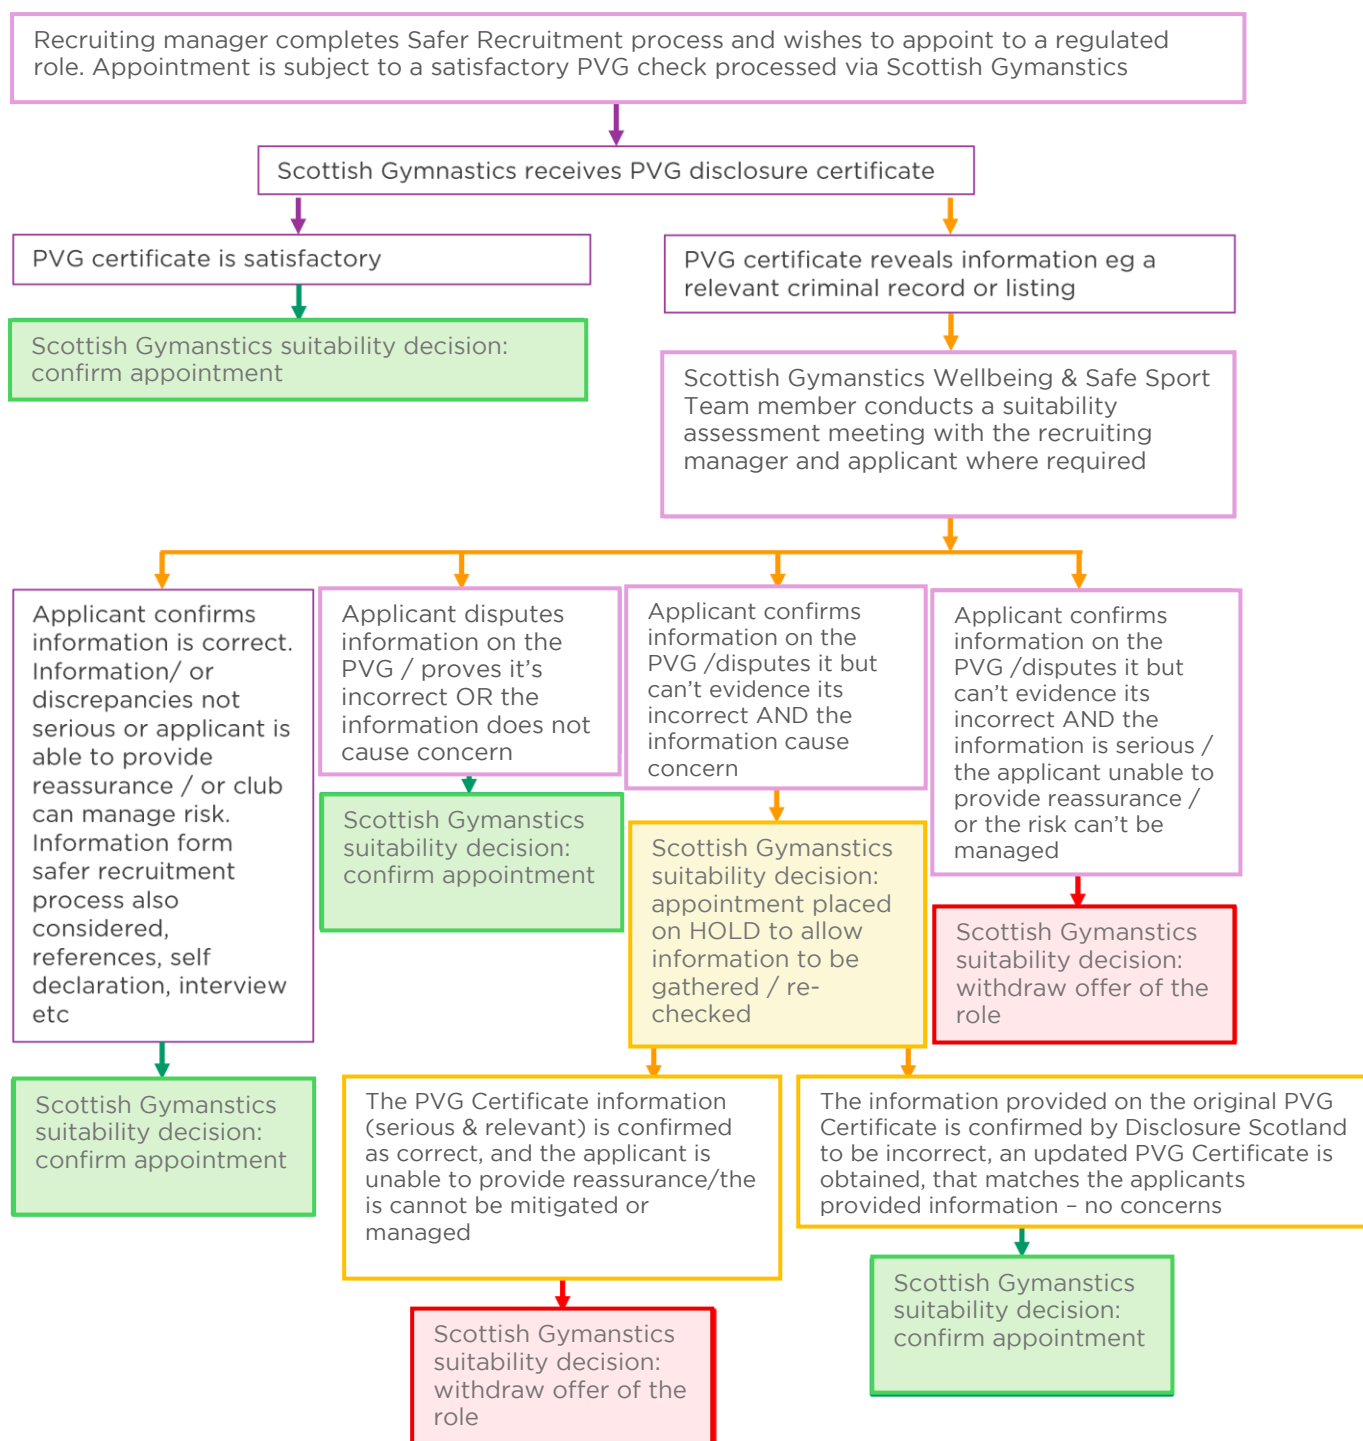 Recruiting manager completes Safer Recruitment process and wishes to appoint to a regulated
role. Appointment is subject to a satisfactory PVG check processed via Scottish Gymanstics
Scottish Gymnastics receives PVG disclosure certificate
PVG certificate is satisfactory
PVG certificate reveals information eg a
relevant criminal record or listing
Scottish Gymanstics suitability decision:
confirm appointment
Scottish Gymanstics Wellbeing & Safe Sport
Team member conducts a suitability
assessment meeting with the recruiting
manager and applicant where required
Applicant confirms
information is correct.
Information/ or
discrepancies not
serious or applicant is
able to provide
reassurance / or club
can manage risk.
Information form
safer recruitment
process also
considered,
references, self
declaration, interview
etc
Applicant disputes
information on the
PVG / proves it's
incorrect OR the
information does not
cause concern
Applicant confirms
information on the
PVG /disputes it but
can't evidence its
incorrect AND the
information cause
concern
Applicant confirms
information on the
PVG /disputes it but
can't evidence its
incorrect AND the
information is serious /
the applicant unable to
provide reassurance /
or the risk can't be
managed
Scottish Gymanstics
suitability decision:
confirm appointment
Scottish Gymanstics
suitability decision:
appointment placed
on HOLD to allow
information to be
gathered / re-
checked
Scottish Gymanstics
suitability decision:
withdraw offer of the
role
Scottish Gymanstics
suitability decision:
confirm appointment
The PVG Certificate information
(serious & relevant) is confirmed
as correct, and the applicant is
unable to provide reassurance/the
is cannot be mitigated or
managed
The information provided on the original PVG
Certificate is confirmed by Disclosure Scotland
to be incorrect, an updated PVG Certificate is
obtained, that matches the applicants
provided information – no concerns
Scottish Gymanstics
suitability decision:
withdraw offer of the
role
Scottish Gymanstics
suitability decision:
confirm appointment